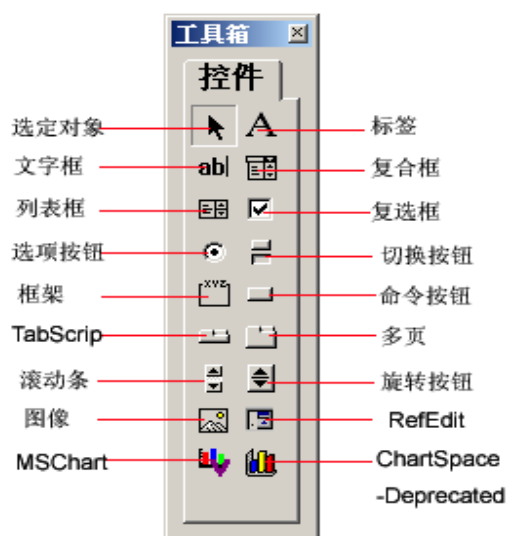 工具箱
控件
选定对象
A
标签
文字框
ab
复合框
列表框
复选框
选项按钮
切换按钮
框架
XYZ
命令按钮
TabScrip
多页
滚动条
旋转按钮
图像
RefEdit
MSChart
ChartSpace
-Deprecated